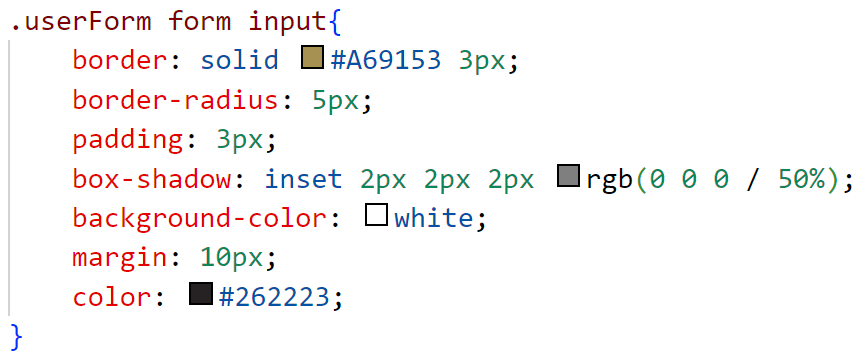 .userForm form input{
    border: solid #A69153 3px;
    border-radius: 5px;
    padding: 3px;
    box-shadow: inset 2px 2px 2px rgb(0 0 0 / 50%);
    background-color: white;
    margin: 10px;
    color: #262223;
}